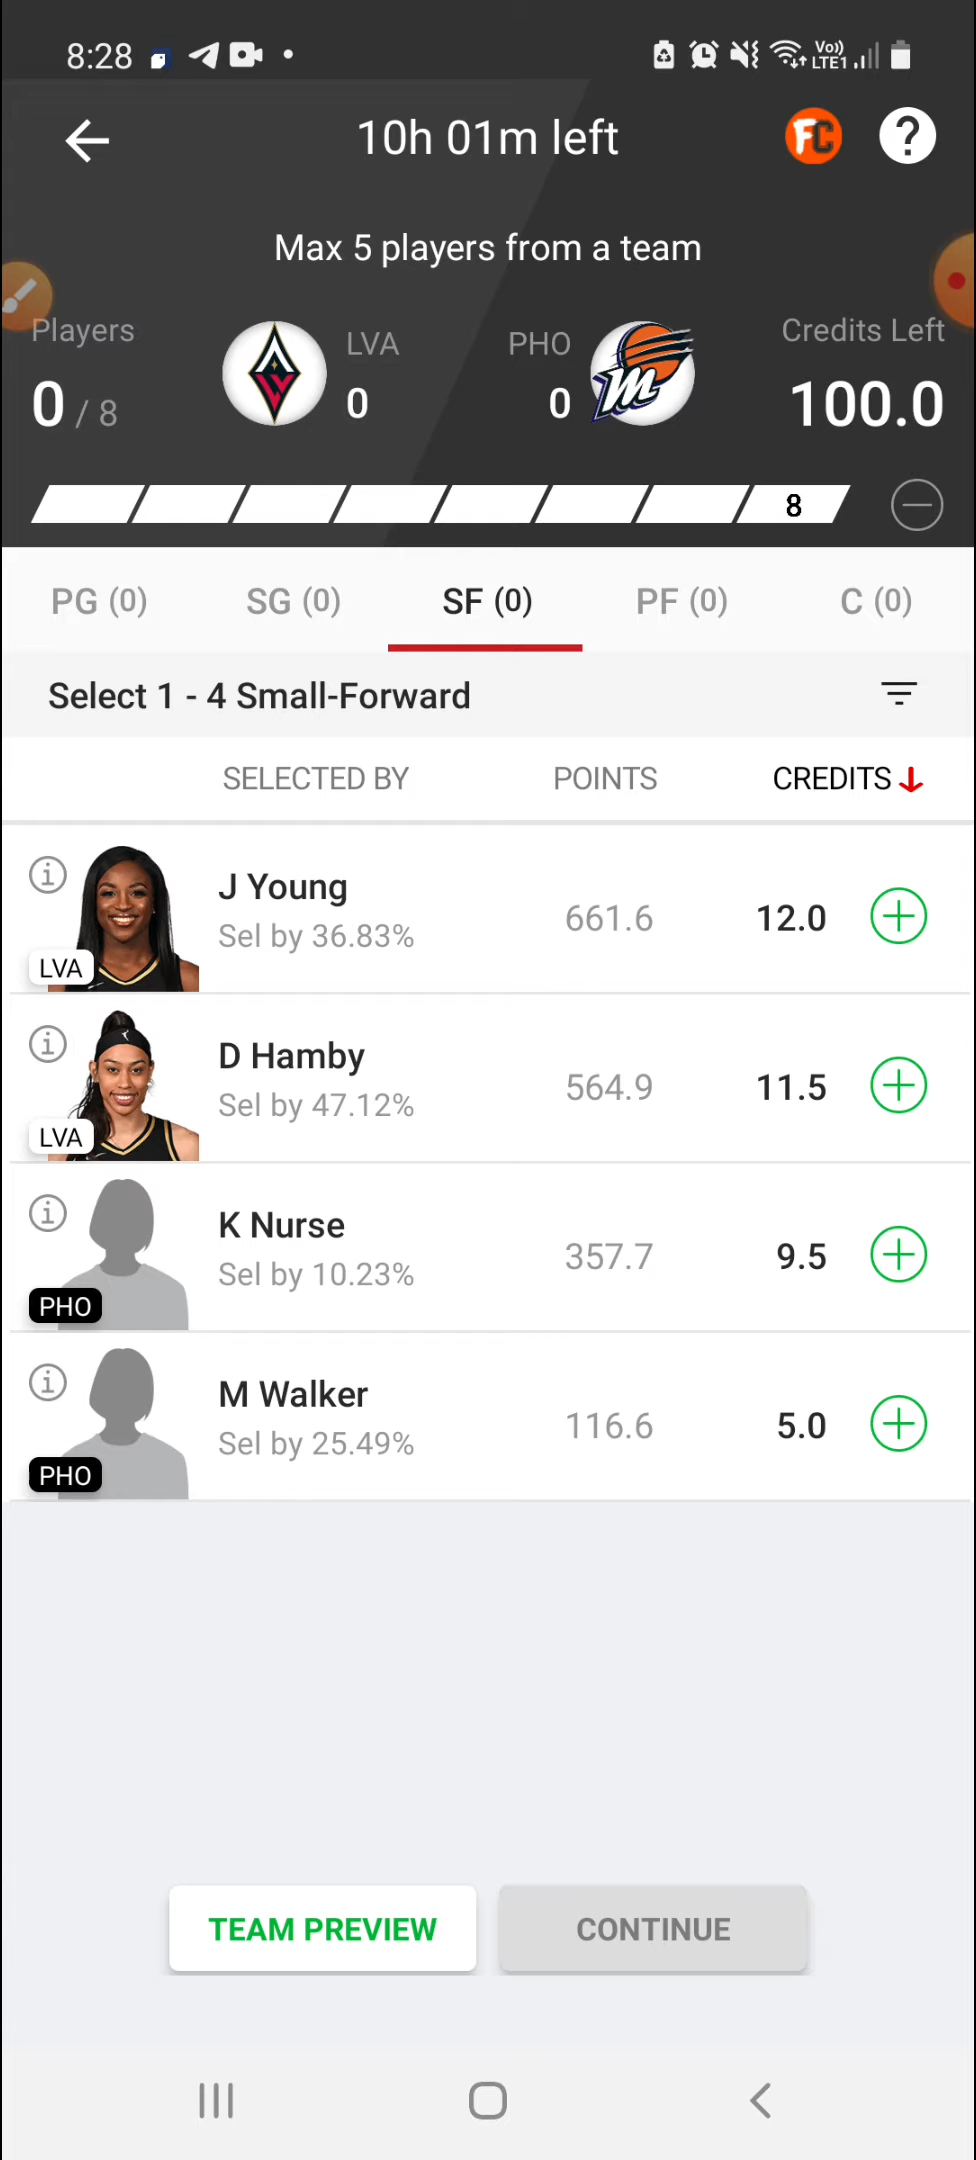 8:28 Vo)) LTE1
10h 01m left FC ?
Max 5 players from a team
Players LVA PHO Credits Left
0 / 8 0 0 100.0
8
PG (0) SG (0) SF (0) PF (0) C (0)
Select 1 - 4 Small-Forward
SELECTED BY POINTS CREDITS
J Young
Sel by 36.83% 661.6 12.0
LVA
D Hamby
Sel by 47.12% 564.9 11.5
LVA
K Nurse
Sel by 10.23% 357.7 9.5
PHO
M Walker
Sel by 25.49% 116.6 5.0
PHO
TEAM PREVIEW CONTINUE